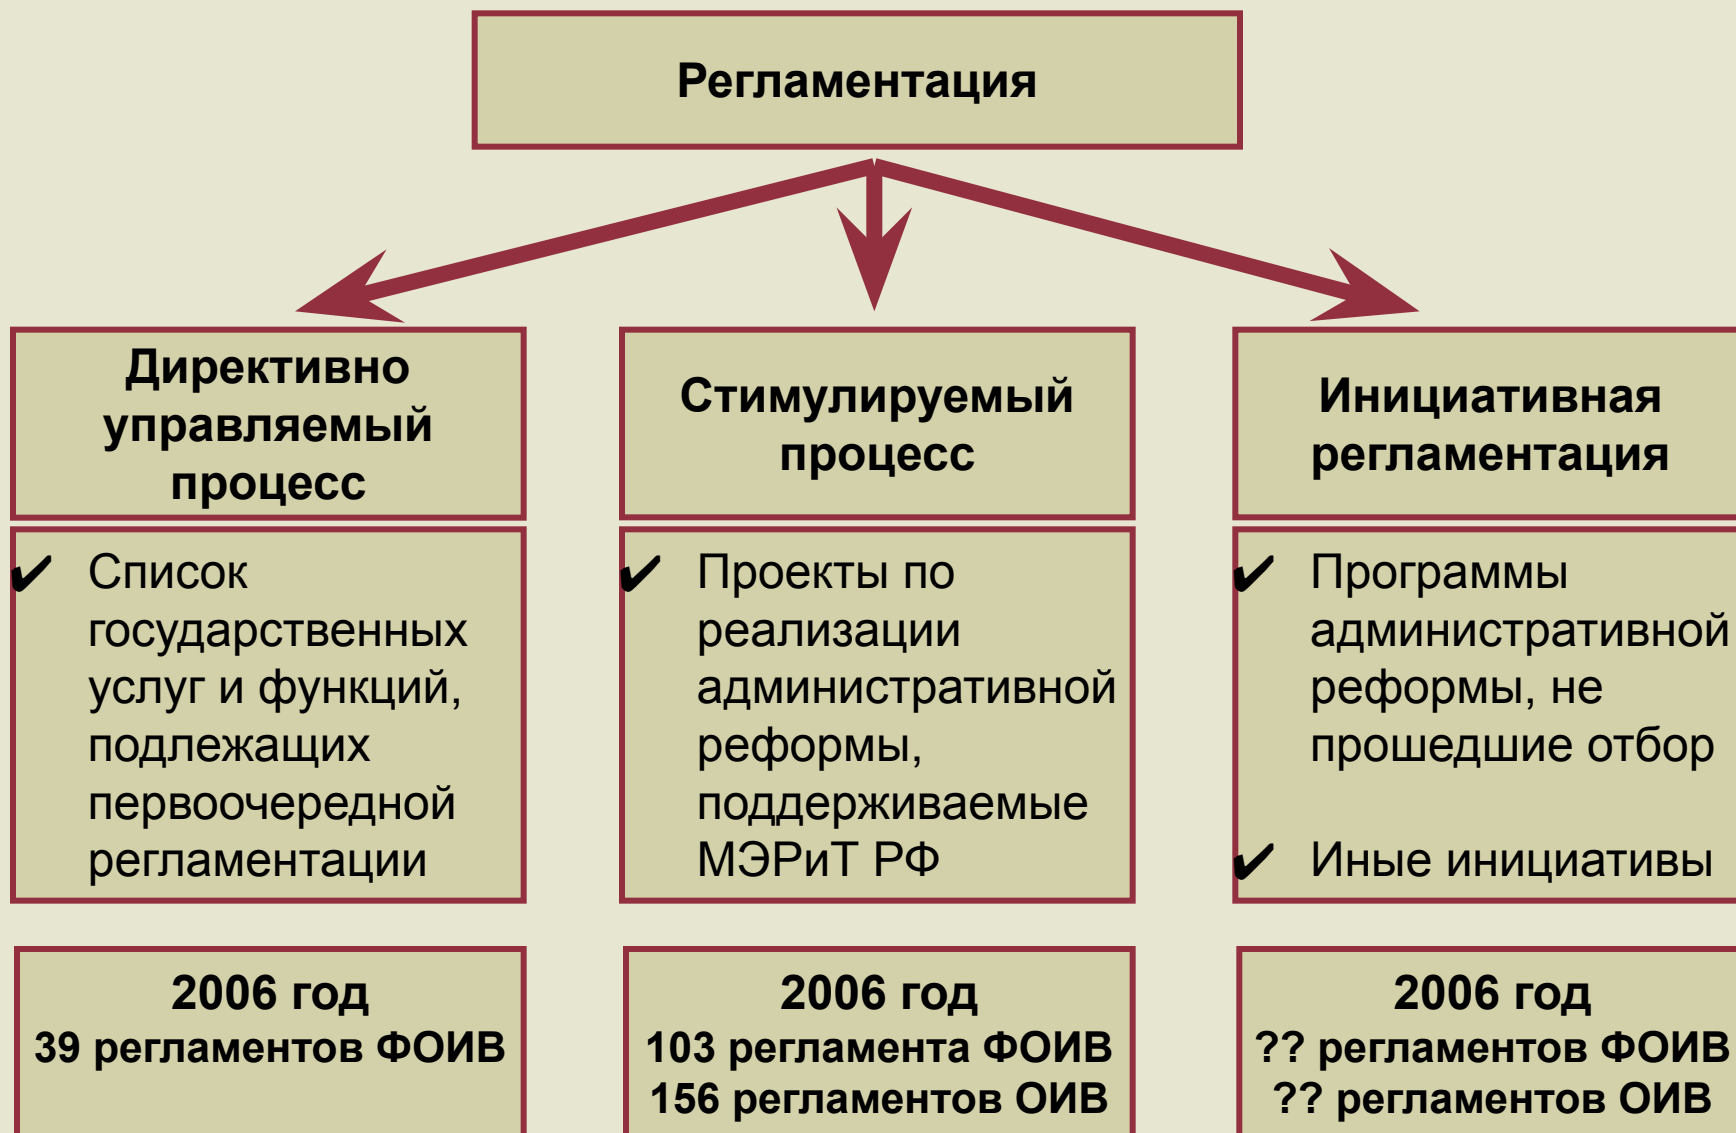 Регламентация
Директивно
управляемый
процесс
✔ Список
государственных
услуг и функций,
подлежащих
первоочередной
регламентации
2006 год
39 регламентов ФОИВ
Стимулируемый
процесс
✔ Проекты по
реализации
административной
реформы,
поддерживаемые
МЭРиТ РФ
2006 год
103 регламента ФОИВ
156 регламентов ОИВ
Инициативная
регламентация
✔ Программы
административной
реформы, не
прошедшие отбор
✔ Иные инициативы
2006 год
?? регламентов ФОИВ
?? регламентов ОИВ